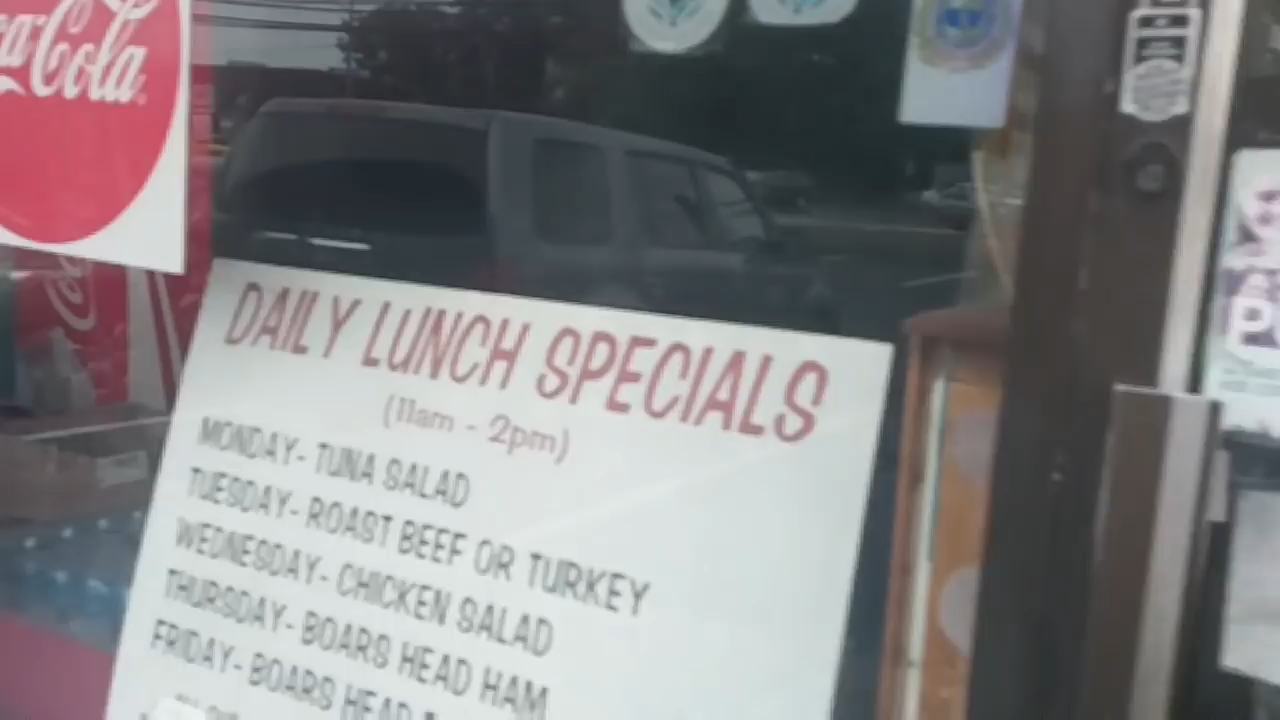 Cola
DAILY LUNCH SPECIALS
(11am - 2pm)
MONDAY- TUNA SALAD
TUESDAY- ROAST BEEF OR TURKEY
WEDNESDAY- CHICKEN SALAD
THURSDAY- BOARS HEAD HAM
FRIDAY- BOARS HEAD